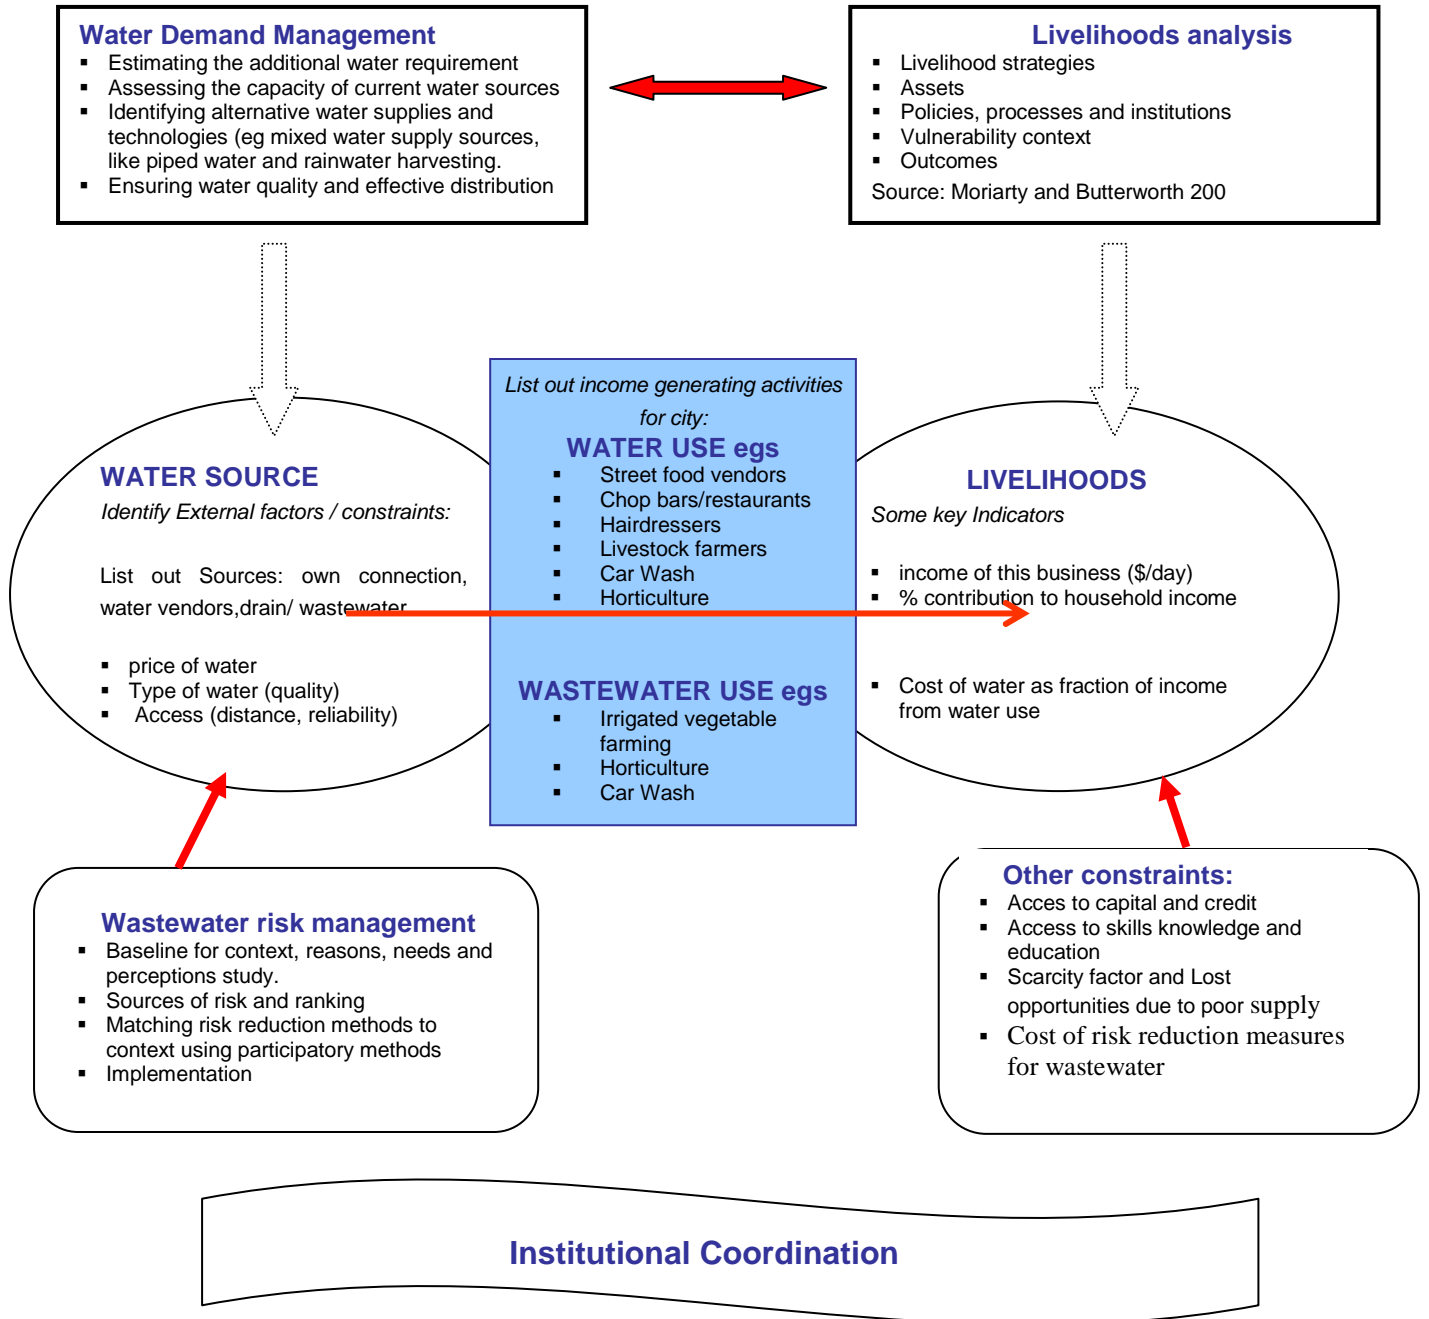 Water Demand Management
▪ Estimating the additional water requirement
▪ Assessing the capacity of current water sources
▪ Identifying alternative water supplies and
technologies (eg mixed water supply sources,
like piped water and rainwater harvesting.
▪ Ensuring water quality and effective distribution
Livelihoods analysis
▪ Livelihood strategies
▪ Assets
▪ Policies, processes and institutions
▪ Vulnerability context
▪ Outcomes
Source: Moriarty and Butterworth 200
WATER SOURCE
Identify External factors / constraints:
List out Sources: own connection,
water vendors,drain/ wastewater
▪ price of water
▪ Type of water (quality)
▪ Access (distance, reliability)
List out income generating activities
for city:
WATER USE egs
▪ Street food vendors
▪ Chop bars/restaurants
▪ Hairdressers
▪ Livestock farmers
▪ Car Wash
▪ Horticulture
WASTEWATER USE egs
▪ Irrigated vegetable
farming
▪ Horticulture
▪ Car Wash
LIVELIHOODS
Some key Indicators
▪ income of this business ($/day)
▪ % contribution to household income
▪ Cost of water as fraction of income
from water use
Wastewater risk management
▪ Baseline for context, reasons, needs and
perceptions study.
▪ Sources of risk and ranking
▪ Matching risk reduction methods to
context using participatory methods
▪ Implementation
Other constraints:
▪ Acces to capital and credit
▪ Access to skills knowledge and
education
▪ Scarcity factor and Lost
opportunities due to poor supply
▪ Cost of risk reduction measures
for wastewater
Institutional Coordination